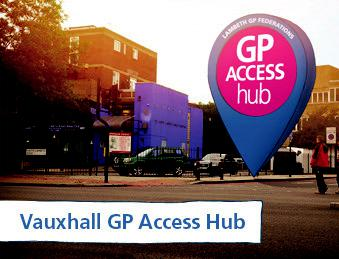 LAMBETH GP FEDERATIONS
GP
ACCESS
hub
Vauxhall GP Access Hub